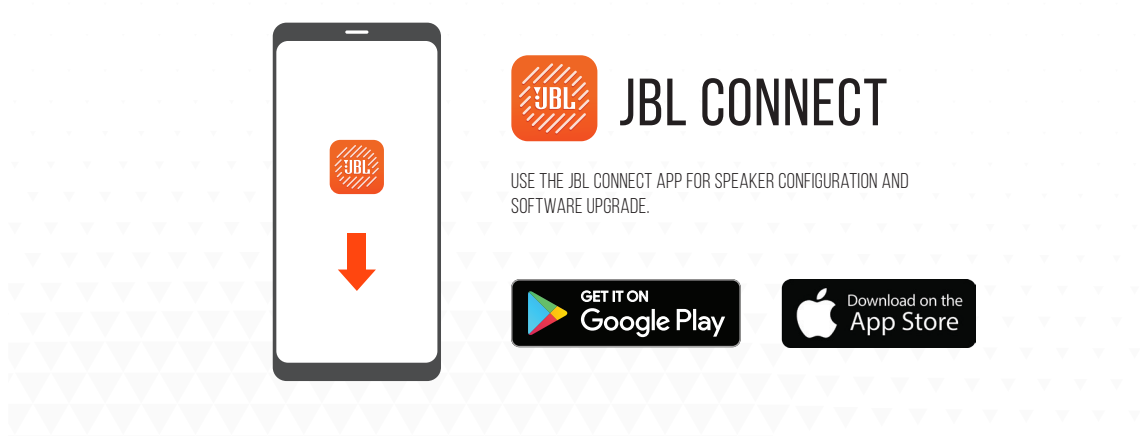 JBL
JBL
JBL CONNECT
USE THE JBL CONNECT APP FOR SPEAKER CONFIGURATION AND
SOFTWARE UPGRADE.
GET IT ON
Google Play
Download on the
App Store